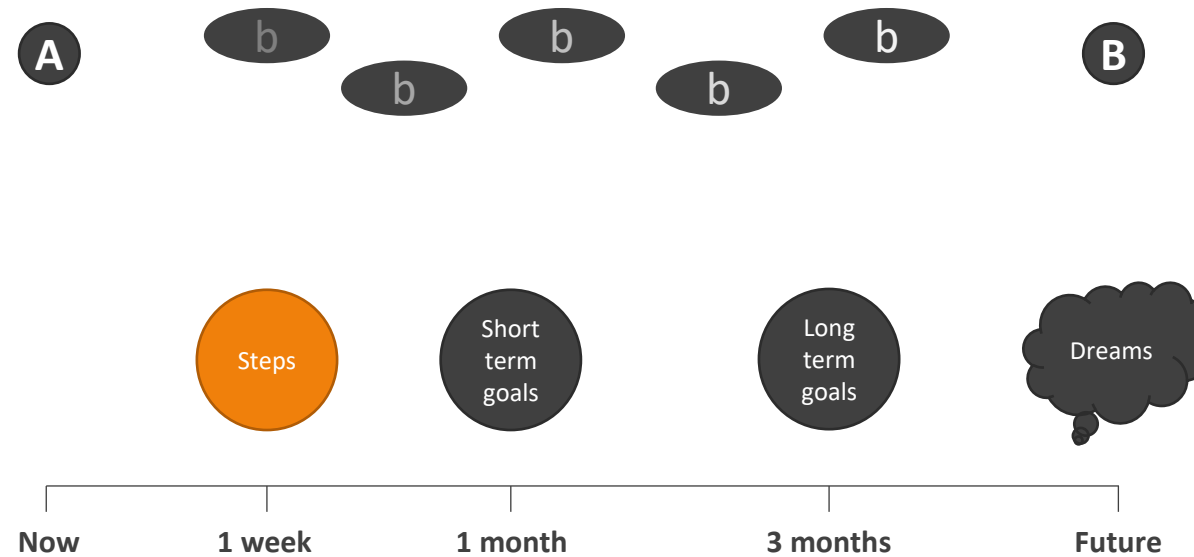 A
b
b
b
b
b
B
Steps
Short
term
goals
Long
term
goals
Dreams
Now
1 week
1 month
3 months
Future